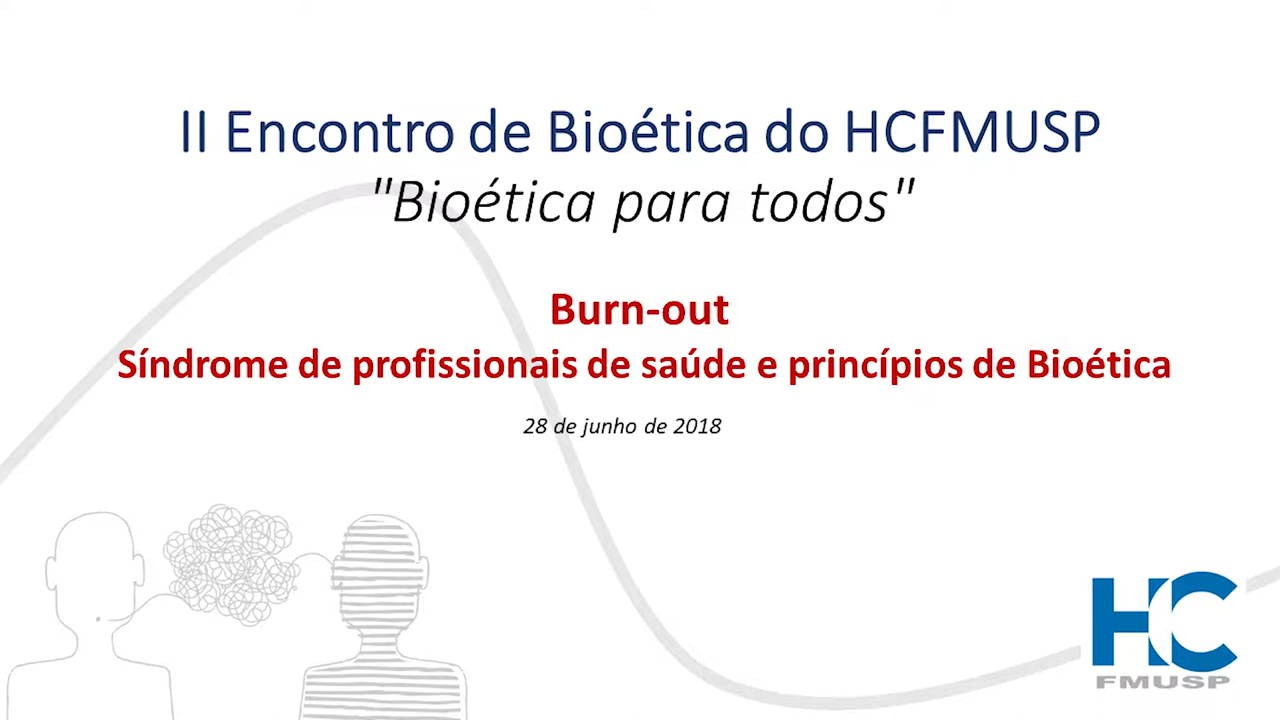 II Encontro de Bioética do HCFMUSP
"Bioética para todos"
Burn-out
Síndrome de profissionais de saúde e princípios de Bioética
28 de junho de 2018
HC
FMUSP